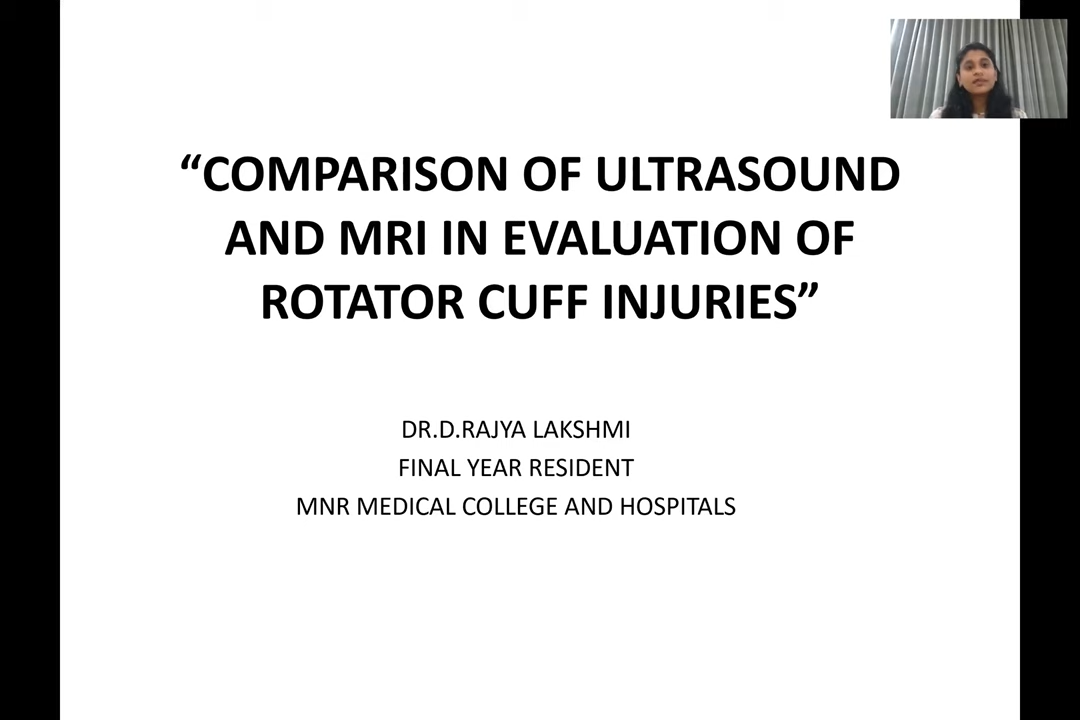 “COMPARISON OF ULTRASOUND
AND MRI IN EVALUATION OF
ROTATOR CUFF INJURIES”
DR.D.RAJYA LAKSHMI
FINAL YEAR RESIDENT
MNR MEDICAL COLLEGE AND HOSPITALS